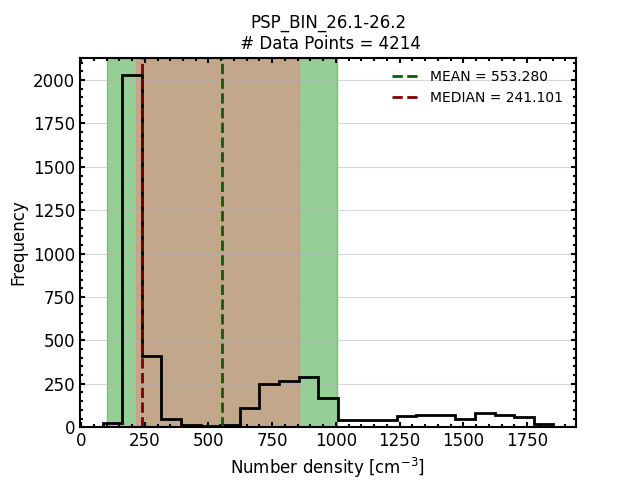 PSP_BIN_26.1-26.2
# Data Points = 4214
MEAN = 553.280
MEDIAN = 241.101
Frequency
2000
1750
1500
1250
1000
750
500
250
0
0 250 500 750 1000 1250 1500 1750
Number density [cm⁻³]